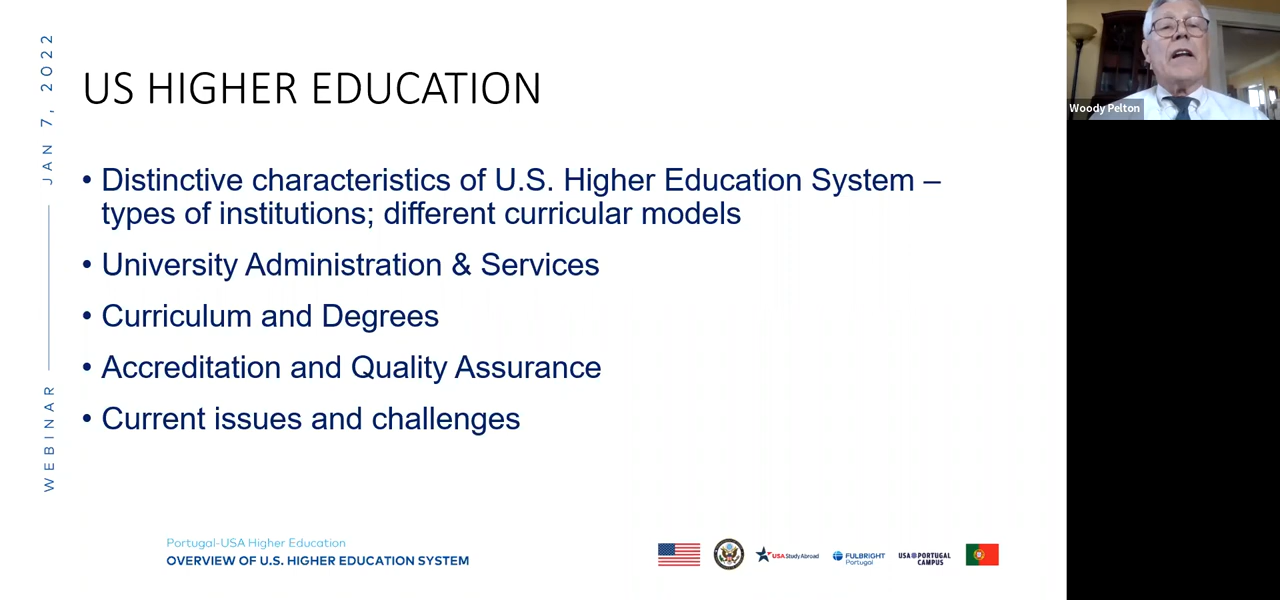 JAN 7, 2022
WEBINAR
US HIGHER EDUCATION
• Distinctive characteristics of U.S. Higher Education System –
types of institutions; different curricular models
• University Administration & Services
• Curriculum and Degrees
• Accreditation and Quality Assurance
• Current issues and challenges
Portugal-USA Higher Education
OVERVIEW OF U.S. HIGHER EDUCATION SYSTEM
USA Study Abroad
FULBRIGHT
Portugal
USA@PORTUGAL
CAMPUS
Woody Pelton